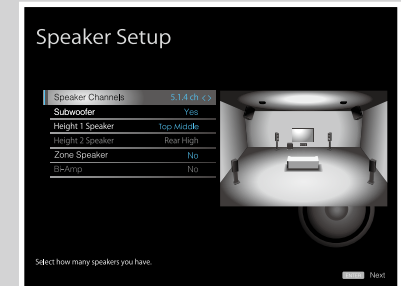 Speaker Setup
Speaker Channels 5.1.4 ch <>
Subwoofer Yes
Height 1 Speaker Top Middle
Height 2 Speaker Rear High
Zone Speaker No
Bi-Amp No
Select how many speakers you have.
ENTER Next